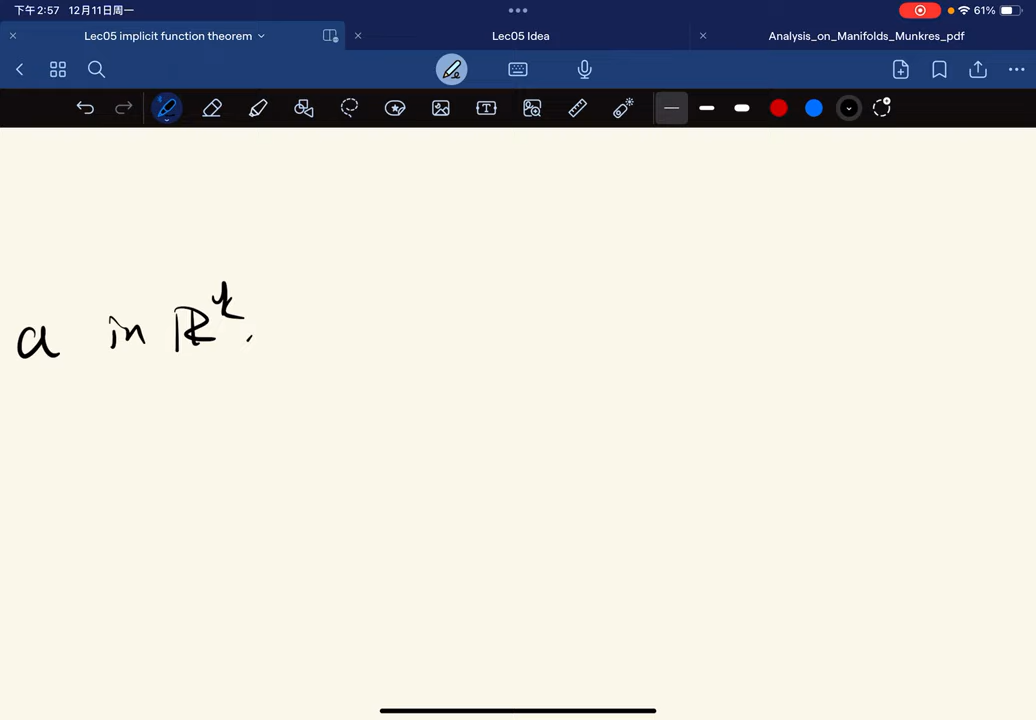 下午2:57 12月11日周一
61%
Lec05 implicit function theorem
Lec05 Idea
Analysis_on_Manifolds_Munkres_pdf
a in ℝᵏ.